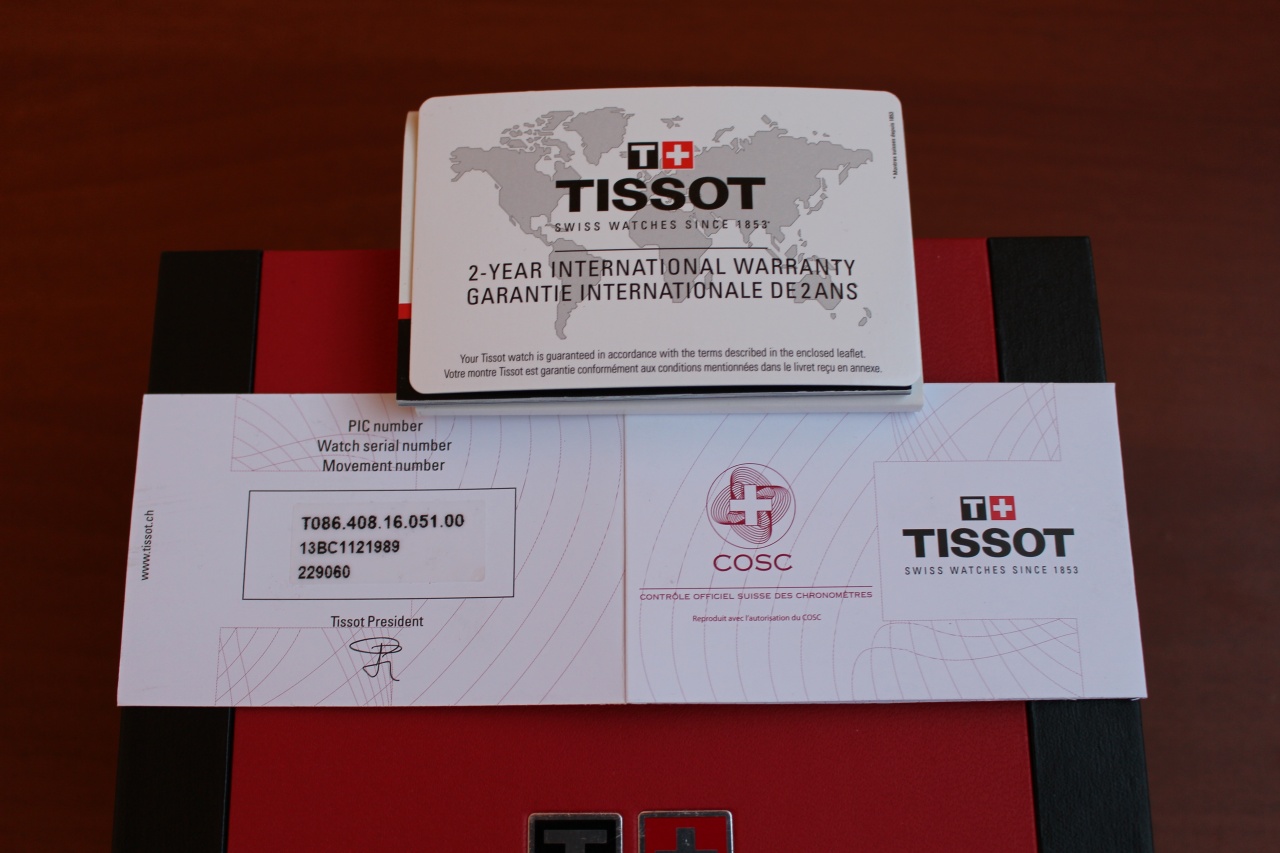 T+
TISSOT
SWISS WATCHES SINCE 1853*
* Montres suisses depuis 1853
2-YEAR INTERNATIONAL WARRANTY
GARANTIE INTERNATIONALE DE 2 ANS
Your Tissot watch is guaranteed in accordance with the terms described in the enclosed leaflet.
Votre montre Tissot est garantie conformément aux conditions mentionnées dans le livret reçu en annexe.
PIC number
Watch serial number
Movement number
T086.408.16.051.00
13BC1121989
229060
Tissot President
www.tissot.ch
COSC
CONTRÔLE OFFICIEL SUISSE DES CHRONOMÈTRES
Reproduit avec l'autorisation du COSC
T+
TISSOT
SWISS WATCHES SINCE 1853
T+